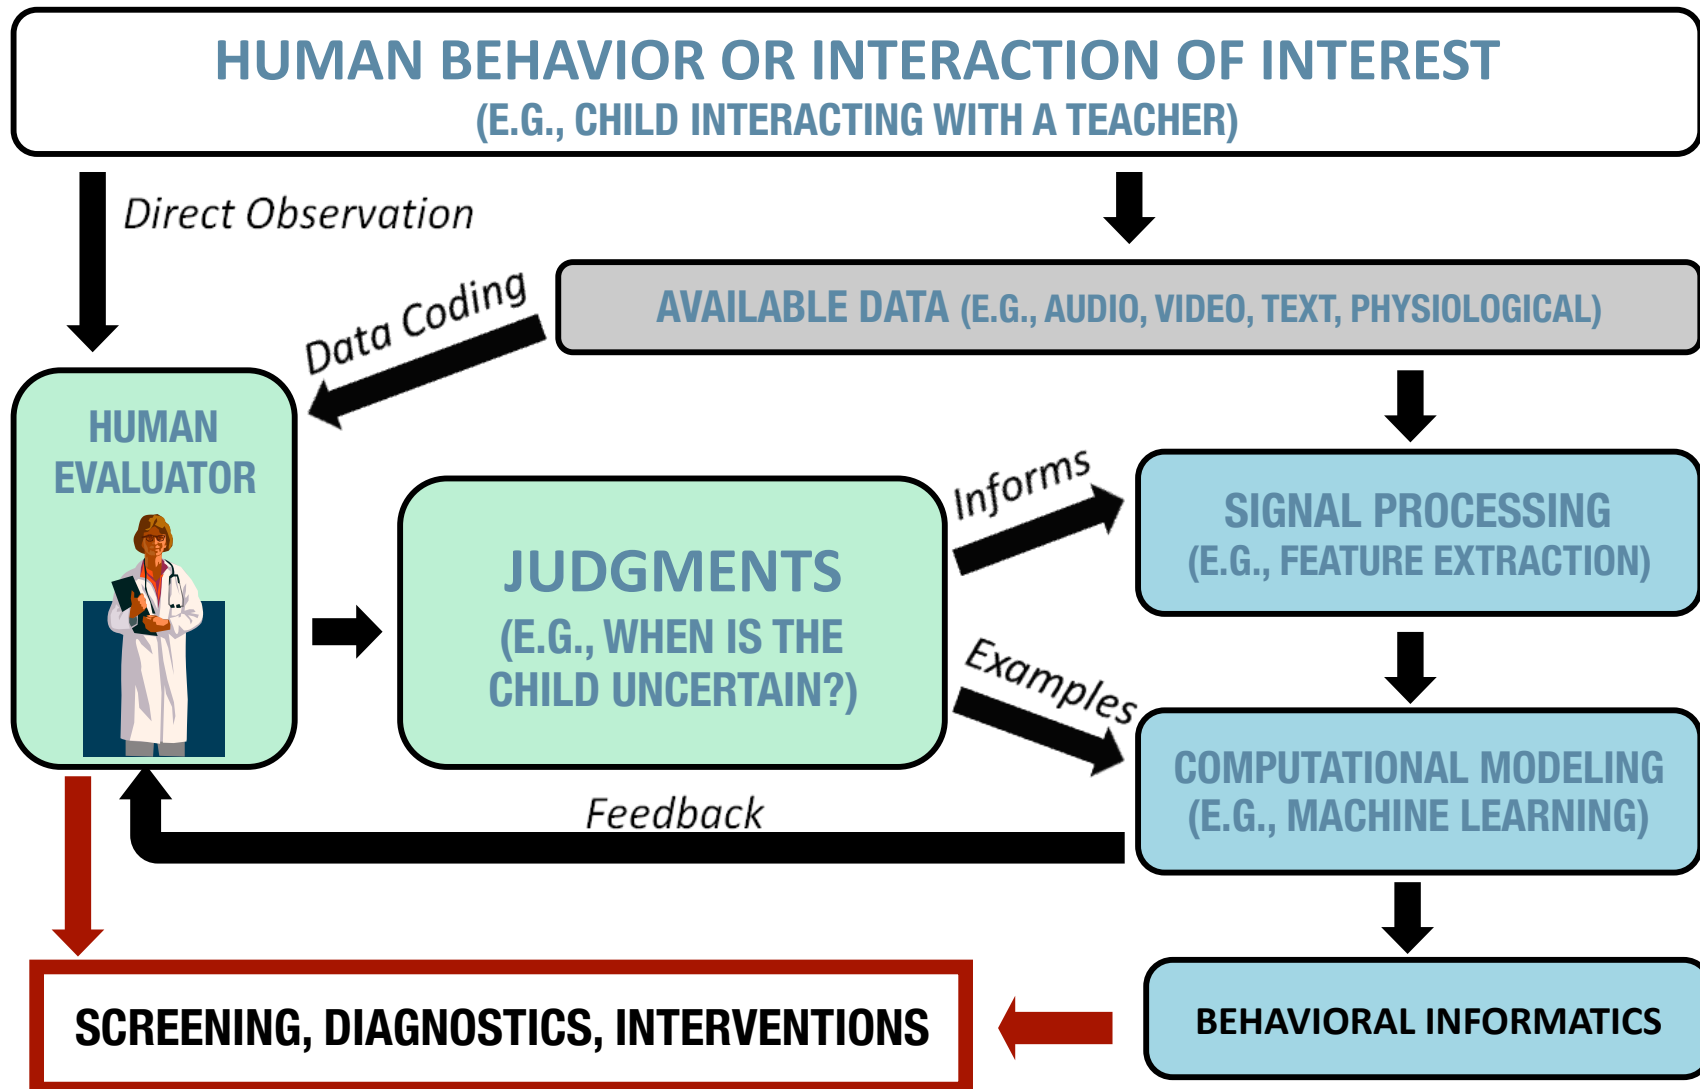 HUMAN BEHAVIOR OR INTERACTION OF INTEREST
(E.G., CHILD INTERACTING WITH A TEACHER)
Direct Observation
AVAILABLE DATA (E.G., AUDIO, VIDEO, TEXT, PHYSIOLOGICAL)
Data Coding
HUMAN
EVALUATOR
JUDGMENTS
(E.G., WHEN IS THE
CHILD UNCERTAIN?)
Informs
SIGNAL PROCESSING
(E.G., FEATURE EXTRACTION)
Examples
COMPUTATIONAL MODELING
(E.G., MACHINE LEARNING)
Feedback
SCREENING, DIAGNOSTICS, INTERVENTIONS
BEHAVIORAL INFORMATICS